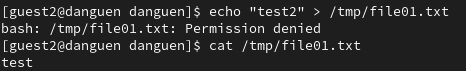 [guest2@danguen danguen]$ echo "test2" > /tmp/file01.txt
bash: /tmp/file01.txt: Permission denied
[guest2@danguen danguen]$ cat /tmp/file01.txt
test